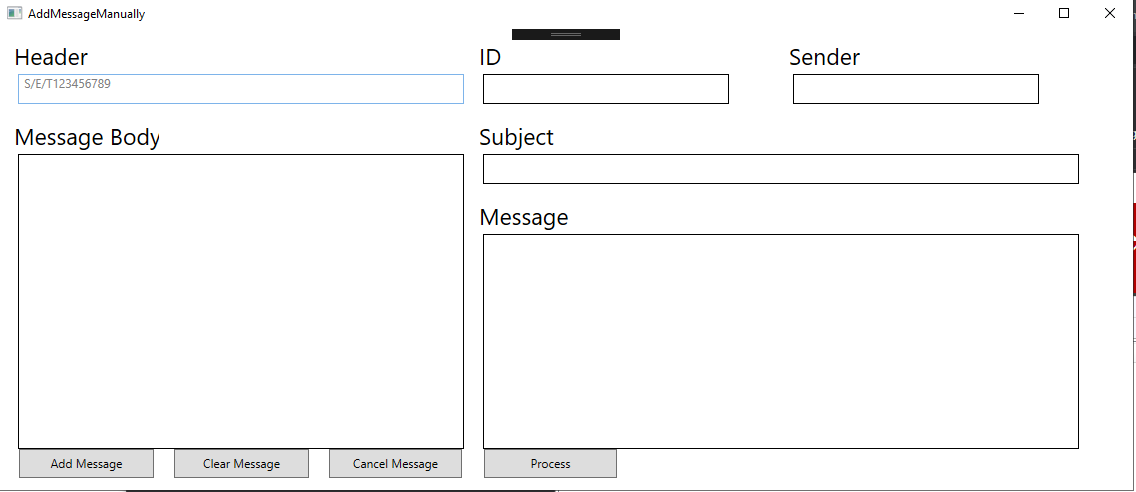 AddMessageManually
Header
ID
Sender
S/E/T123456789
Message Body
Subject
Message
Add Message
Clear Message
Cancel Message
Process